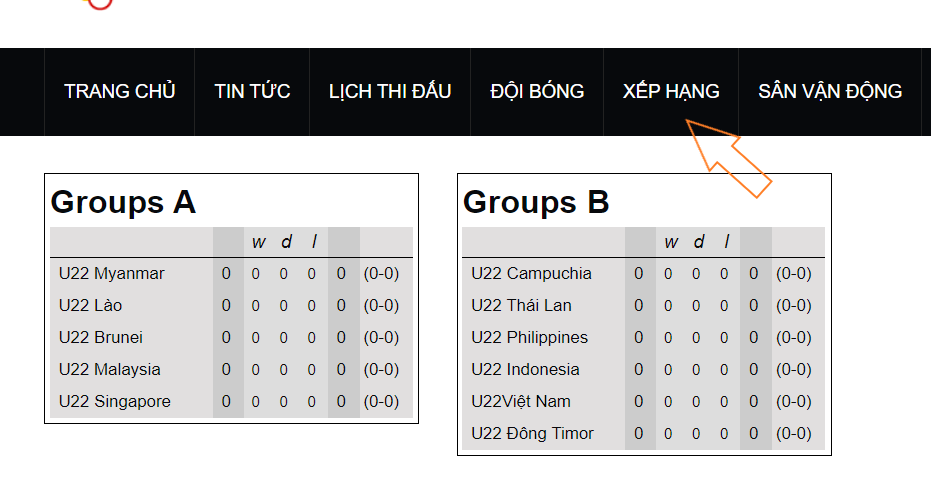 TRANG CHỦ TIN TỨC LỊCH THI ĐẤU ĐỘI BÓNG XẾP HẠNG SÂN VẬN ĐỘNG
Groups A
w d l
U22 Myanmar 0 0 0 0 0 (0-0)
U22 Lào 0 0 0 0 0 (0-0)
U22 Brunei 0 0 0 0 0 (0-0)
U22 Malaysia 0 0 0 0 0 (0-0)
U22 Singapore 0 0 0 0 0 (0-0)
Groups B
w d l
U22 Campuchia 0 0 0 0 0 (0-0)
U22 Thái Lan 0 0 0 0 0 (0-0)
U22 Philippines 0 0 0 0 0 (0-0)
U22 Indonesia 0 0 0 0 0 (0-0)
U22Việt Nam 0 0 0 0 0 (0-0)
U22 Đông Timor 0 0 0 0 0 (0-0)